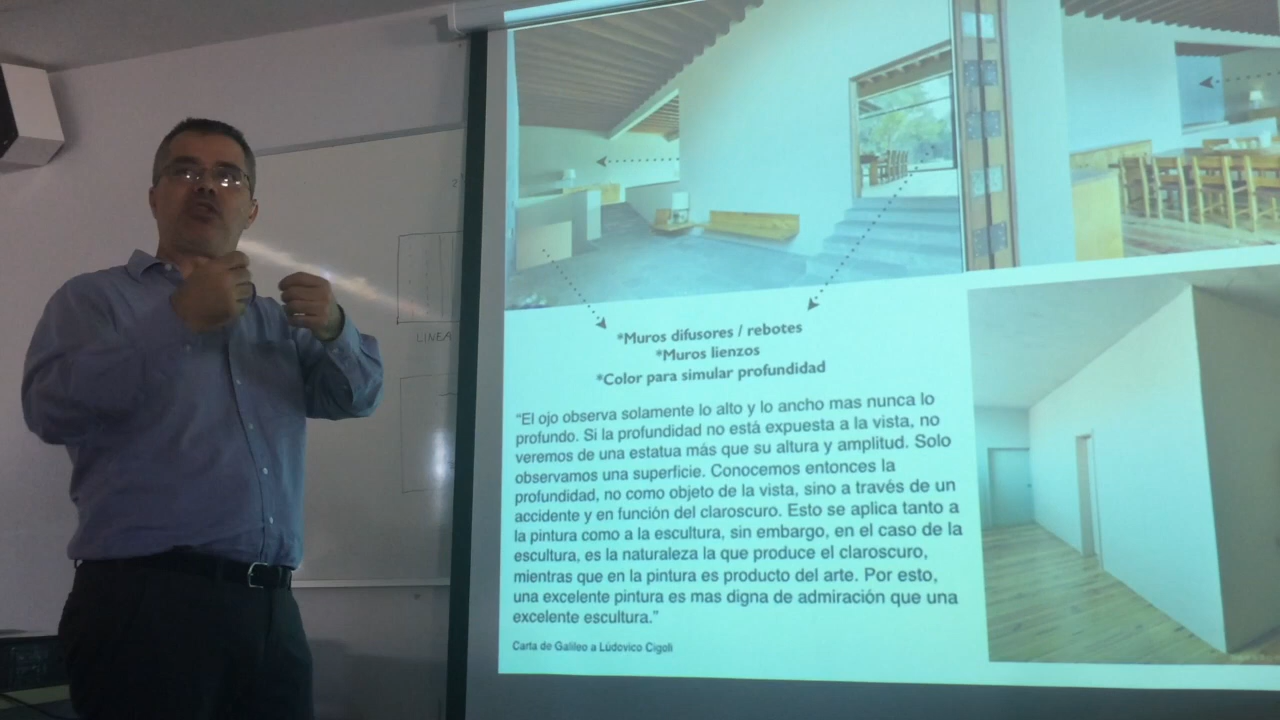 *Muros difusores / rebotes
*Muros lienzos
*Color para simular profundidad
“El ojo observa solamente lo alto y lo ancho mas nunca lo
profundo. Si la profundidad no está expuesta a la vista, no
veremos de una estatua más que su altura y amplitud. Solo
observamos una superficie. Conocemos entonces la
profundidad, no como objeto de la vista, sino a través de un
accidente y en función del claroscuro. Esto se aplica tanto a
la pintura como a la escultura, sin embargo, en el caso de la
escultura, es la naturaleza la que produce el claroscuro,
mientras que en la pintura es producto del arte. Por esto,
una excelente pintura es mas digna de admiración que una
excelente escultura.”
Carta de Galileo a Lúdovico Cigoli
LINEA